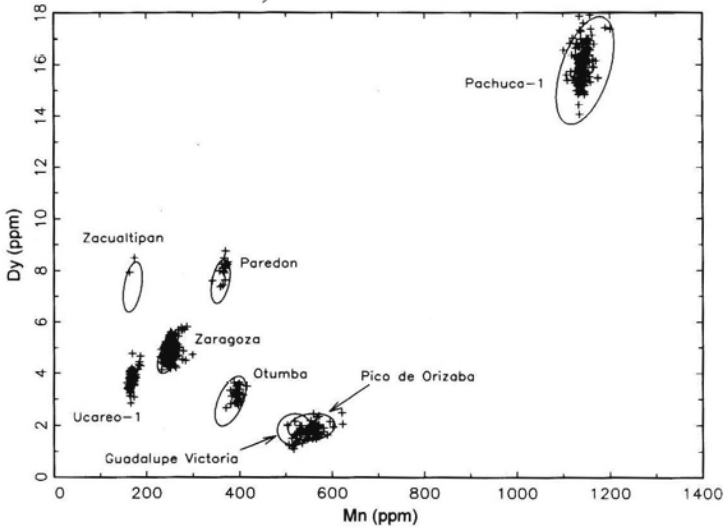 18
16
14
12
10
8
6
4
2
0
Dy (ppm)
Pachuca-1
Zacualtipan
Paredon
Zaragoza
Otumba
Pico de Orizaba
Ucareo-1
Guadalupe Victoria
0 200 400 600 800 1000 1200 1400
Mn (ppm)